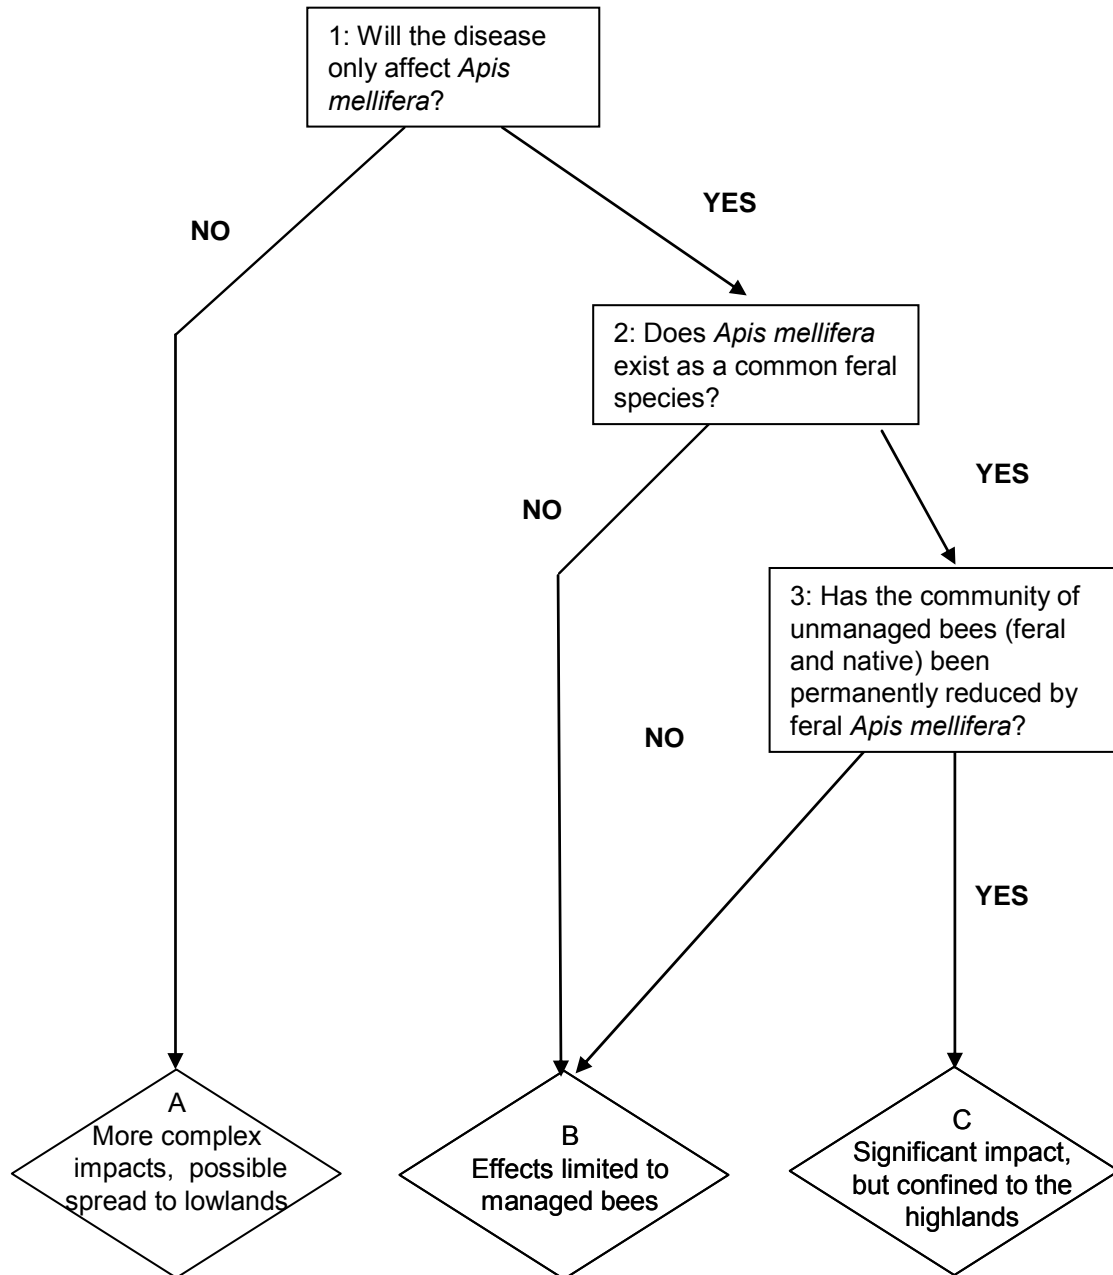 1: Will the disease
only affect Apis
mellifera?
NO
YES
2: Does Apis mellifera
exist as a common feral
species?
NO
YES
3: Has the community of
unmanaged bees (feral
and native) been
permanently reduced by
feral Apis mellifera?
NO
YES
A
More complex
impacts, possible
spread to lowlands
B
Effects limited to
managed bees
C
Significant impact,
but confined to the
highlands